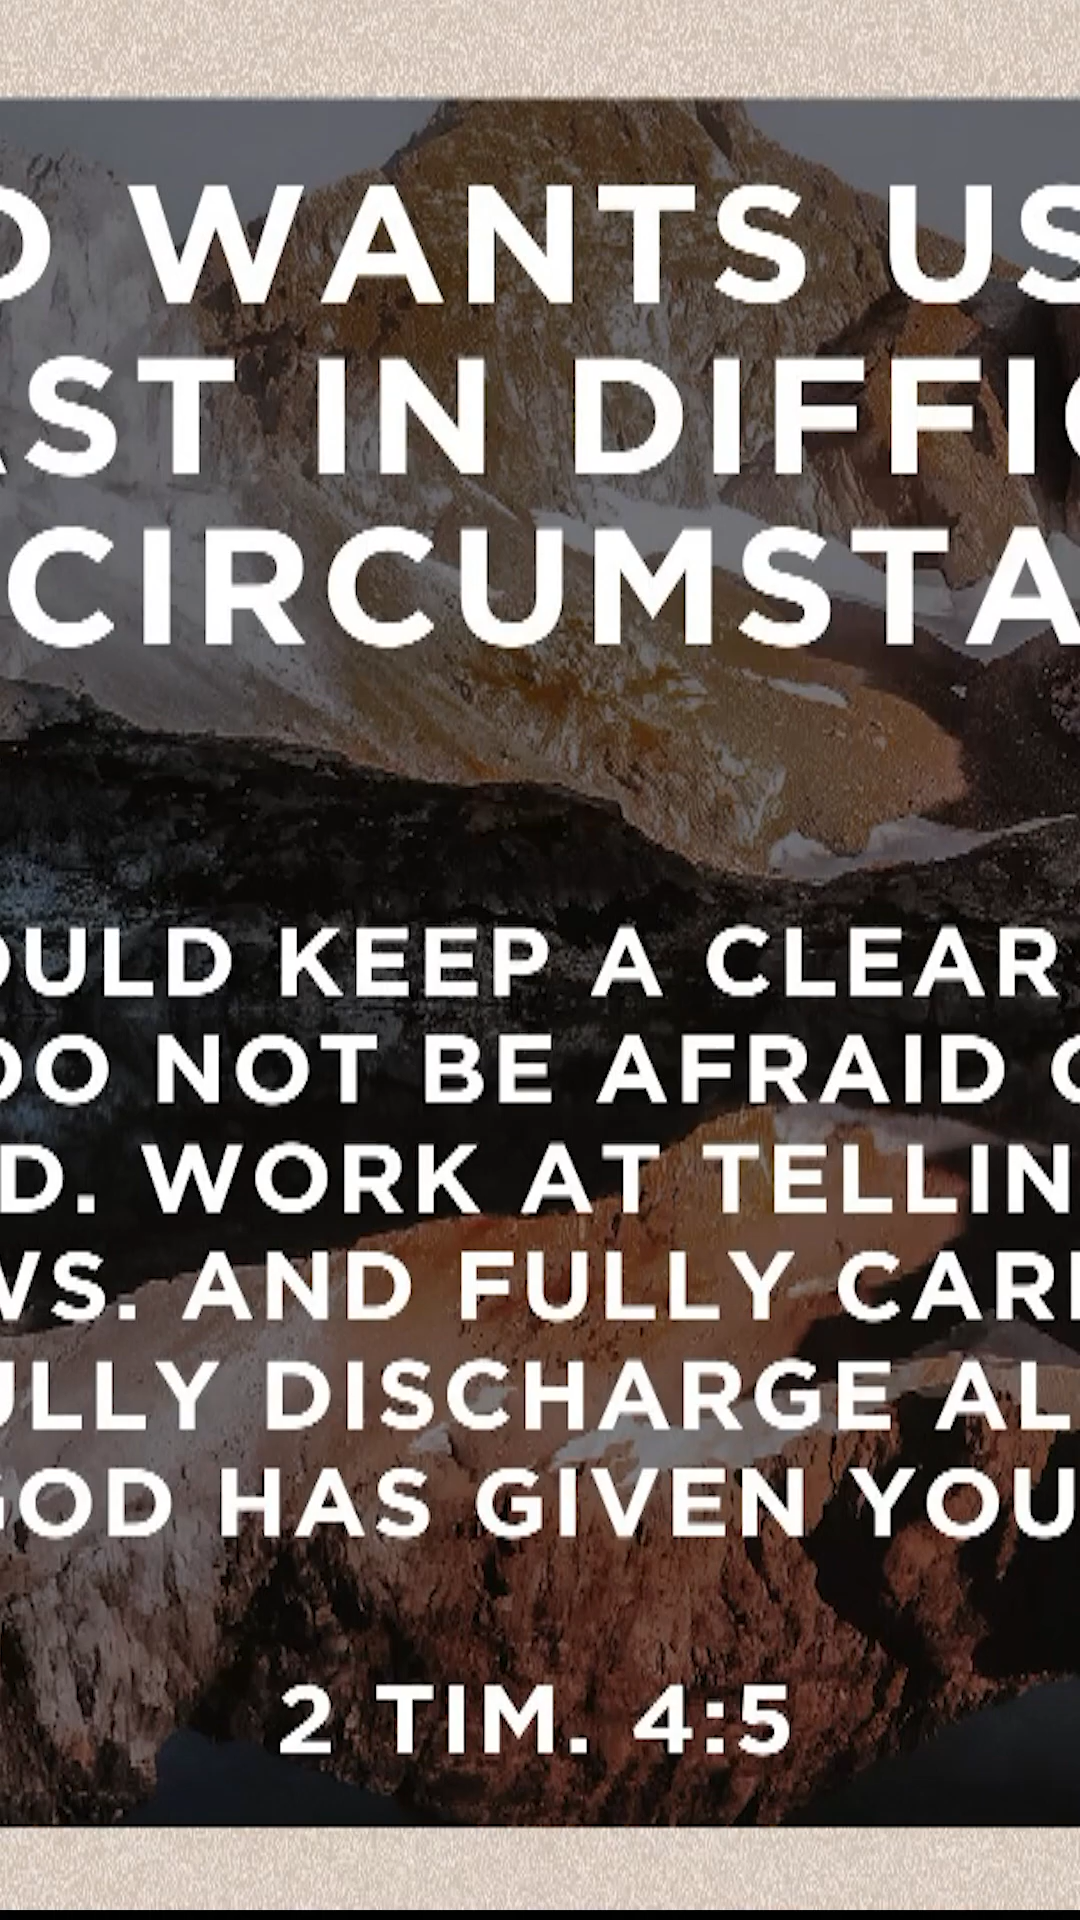 D WANTS US
AST IN DIFFIC
CIRCUMSTA
OULD KEEP A CLEAR
DO NOT BE AFRAID O
D. WORK AT TELLIN
WS. AND FULLY CARR
ULLY DISCHARGE AL
GOD HAS GIVEN YOU
2 TIM. 4:5